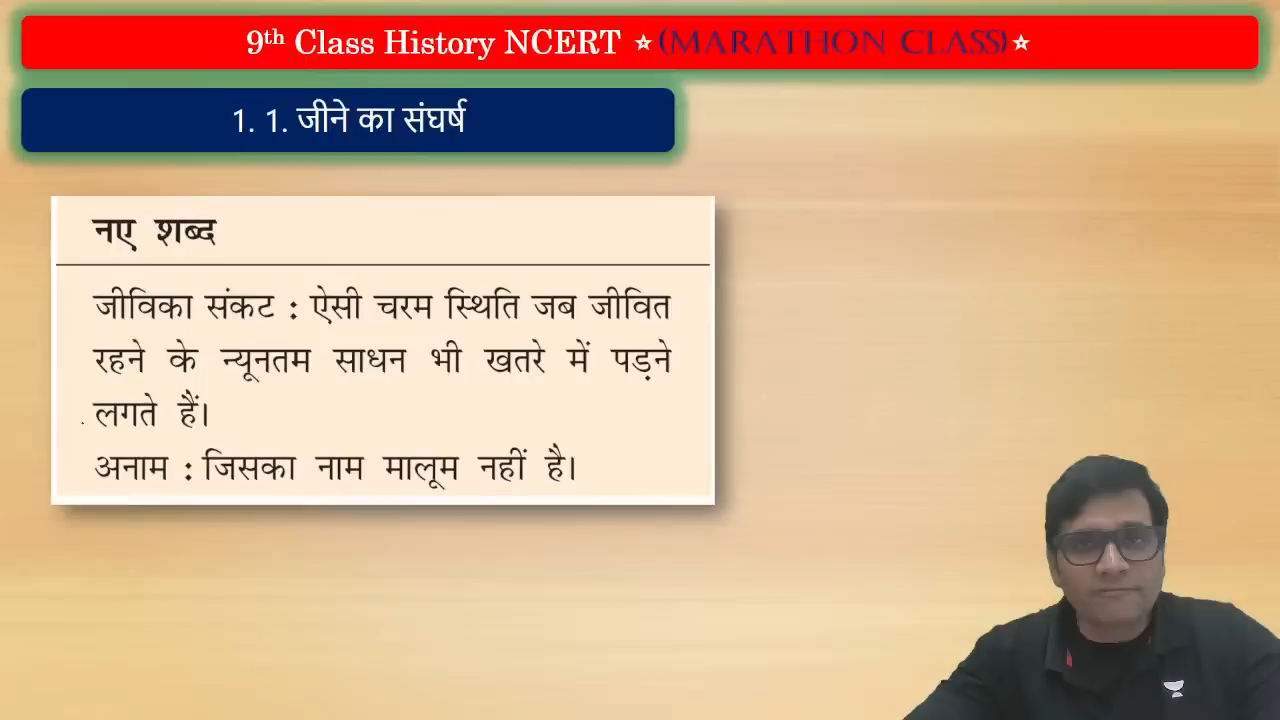 9th Class History NCERT ☆(MARATHON CLASS)☆
1. 1. जीने का संघर्ष
नए शब्द
जीविका संकट : ऐसी चरम स्थिति जब जीवित
रहने के न्यूनतम साधन भी खतरे में पड़ने
लगते हैं।
अनाम : जिसका नाम मालूम नहीं है।